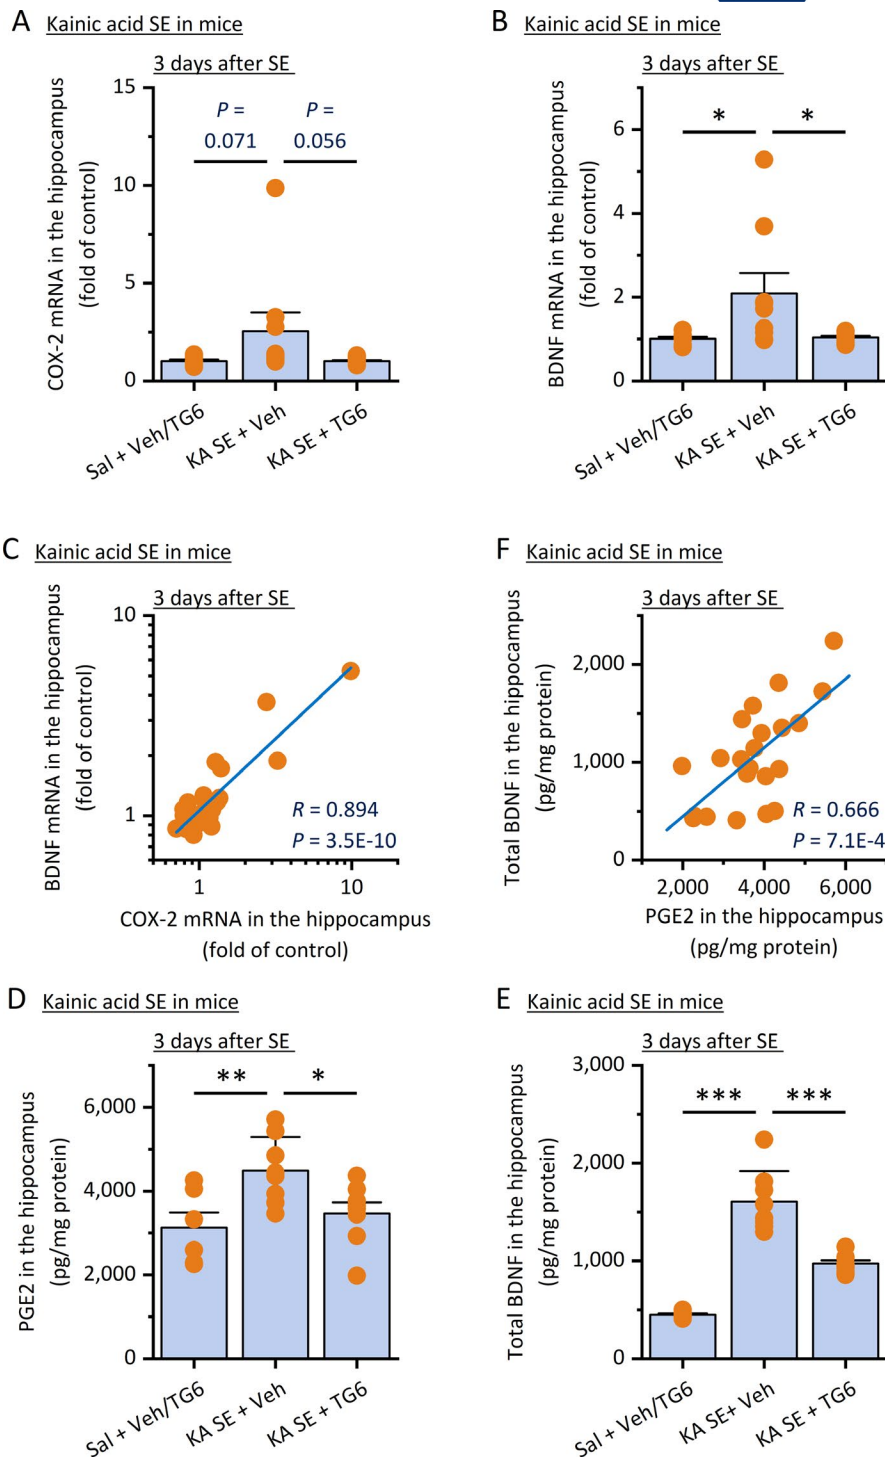 A Kainic acid SE in mice
3 days after SE
COX-2 mRNA in the hippocampus
(fold of control)
15
10
5
0
P =
0.071
P =
0.056
Sal + Veh/TG6
KA SE + Veh
KA SE + TG6
B Kainic acid SE in mice
3 days after SE
BDNF mRNA in the hippocampus
(fold of control)
6
4
2
0
*
*
Sal + Veh/TG6
KA SE + Veh
KA SE + TG6
C Kainic acid SE in mice
3 days after SE
BDNF mRNA in the hippocampus
(fold of control)
10
1
R = 0.894
P = 3.5E-10
1
10
COX-2 mRNA in the hippocampus
(fold of control)
F Kainic acid SE in mice
3 days after SE
Total BDNF in the hippocampus
(pg/mg protein)
2,000
1,000
0
R = 0.666
P = 7.1E-4
2,000
4,000
6,000
PGE2 in the hippocampus
(pg/mg protein)
D Kainic acid SE in mice
3 days after SE
PGE2 in the hippocampus
(pg/mg protein)
6,000
4,000
2,000
0
**
*
Sal + Veh/TG6
KA SE + Veh
KA SE + TG6
E Kainic acid SE in mice
3 days after SE
Total BDNF in the hippocampus
(pg/mg protein)
3,000
2,000
1,000
0
***
***
Sal + Veh/TG6
KA SE+ Veh
KA SE + TG6